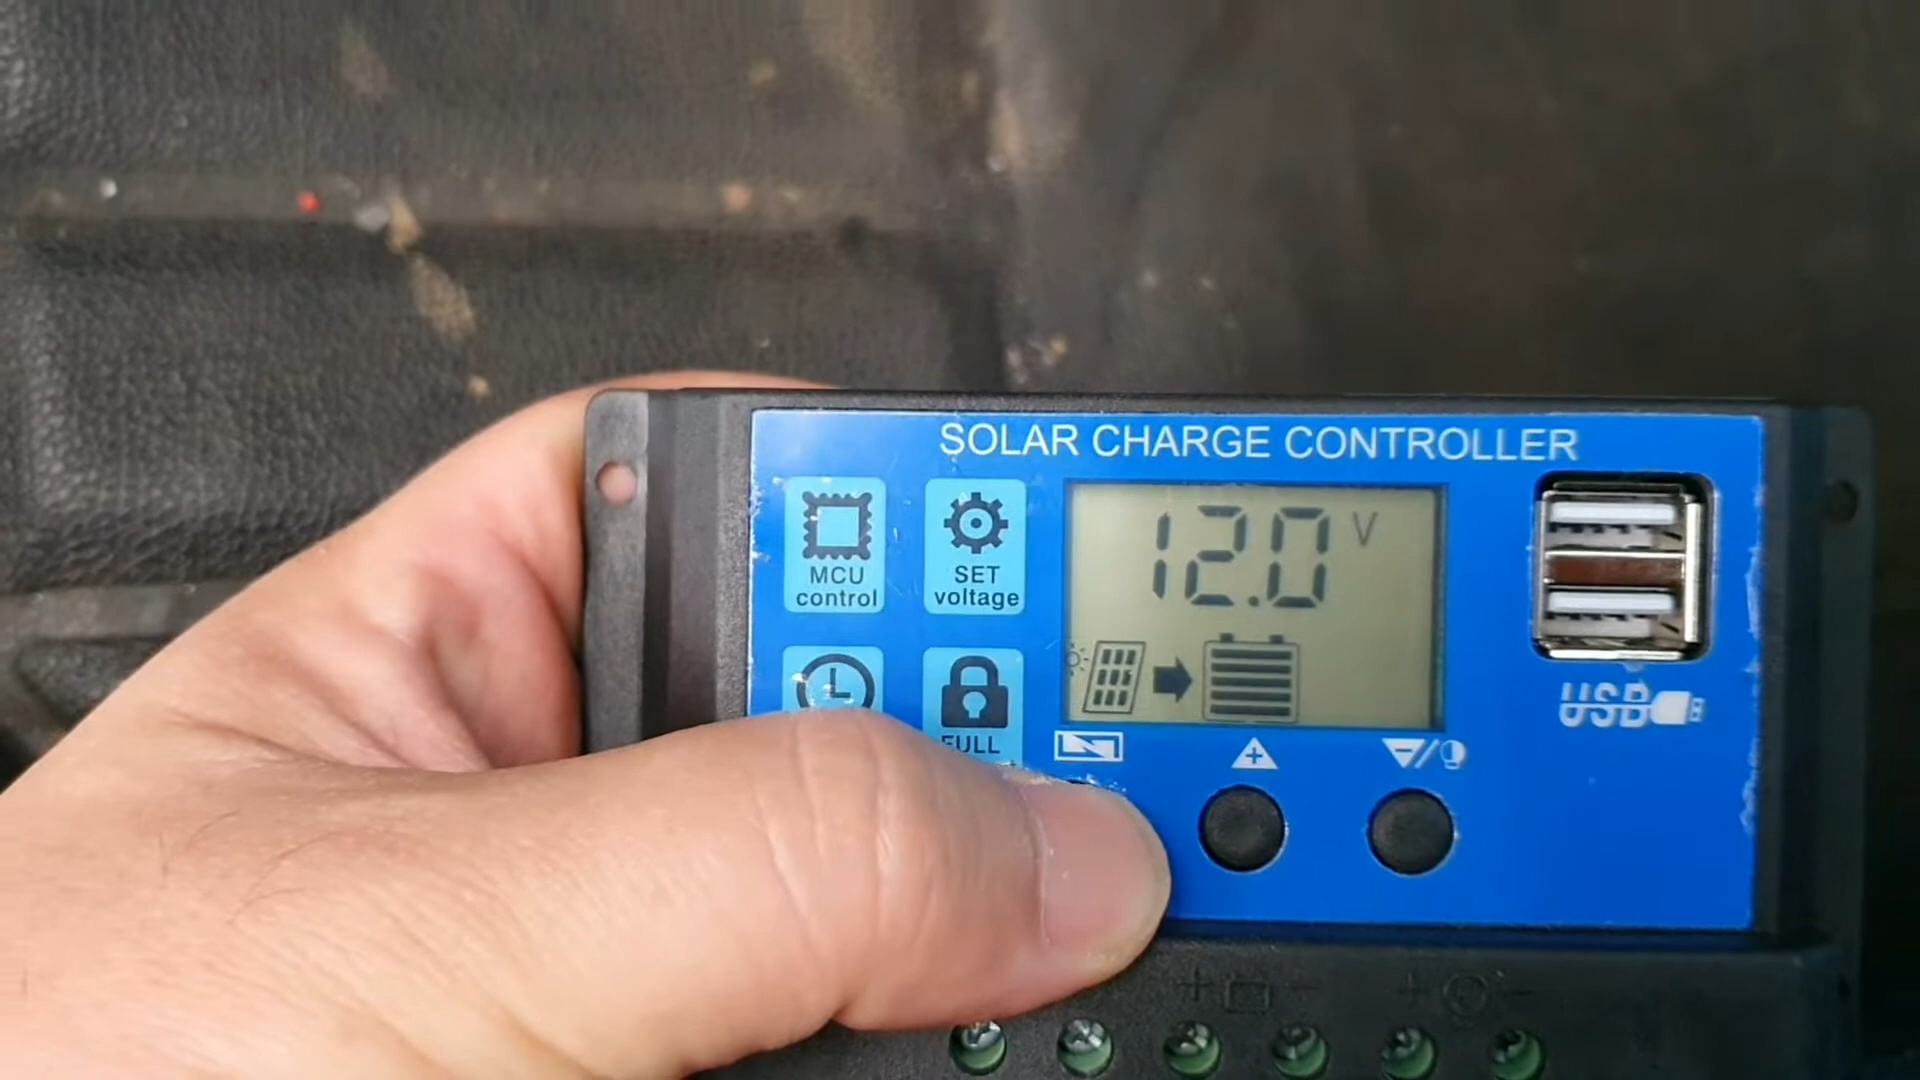 SOLAR CHARGE CONTROLLER
MCU
control
SET
voltage
12.0 V
FULL
USB